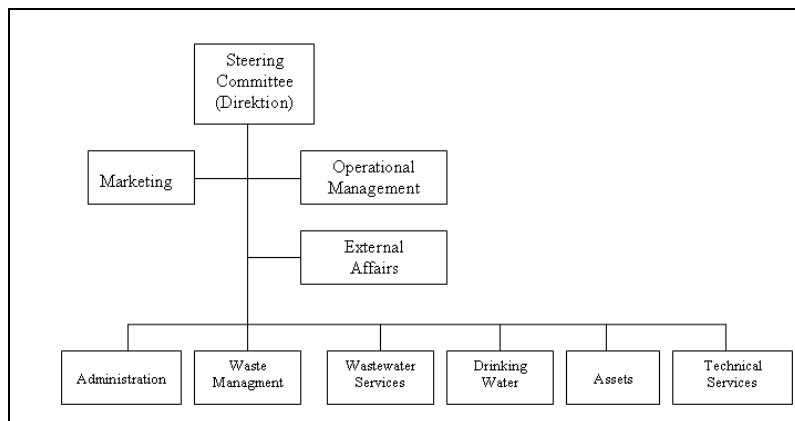 Steering
Committee
(Direktion)
Marketing
Operational
Management
External
Affairs
Administration
Waste
Managment
Wastewater
Services
Drinking
Water
Assets
Technical
Services